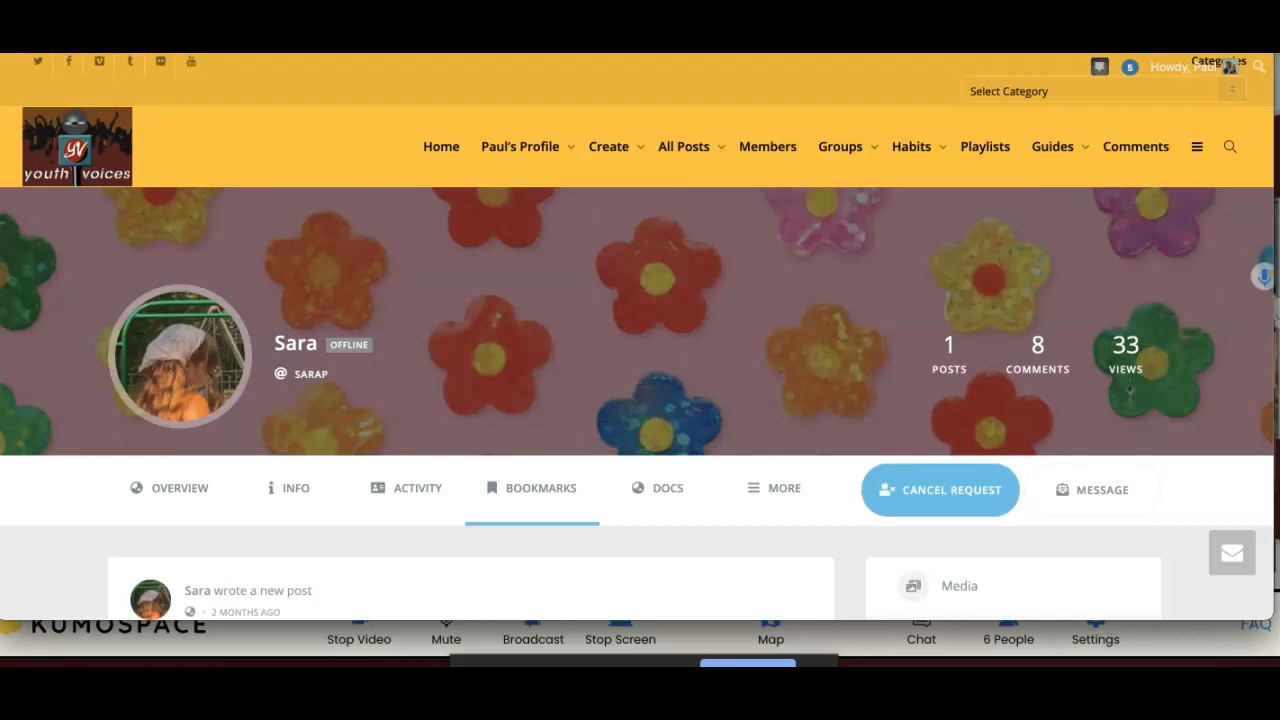 Categories
5
Howdy, Paul
Select Category
YV
youth voices
Home
Paul's Profile
Create
All Posts
Members
Groups
Habits
Playlists
Guides
Comments
Sara OFFLINE
@ SARAP
1
POSTS
8
COMMENTS
33
VIEWS
OVERVIEW
INFO
ACTIVITY
BOOKMARKS
DOCS
MORE
CANCEL REQUEST
MESSAGE
Sara wrote a new post
2 MONTHS AGO
Media
KUMOSPACE
Stop Video
Mute
Broadcast
Stop Screen
Map
Chat
6 People
Settings
FAQ